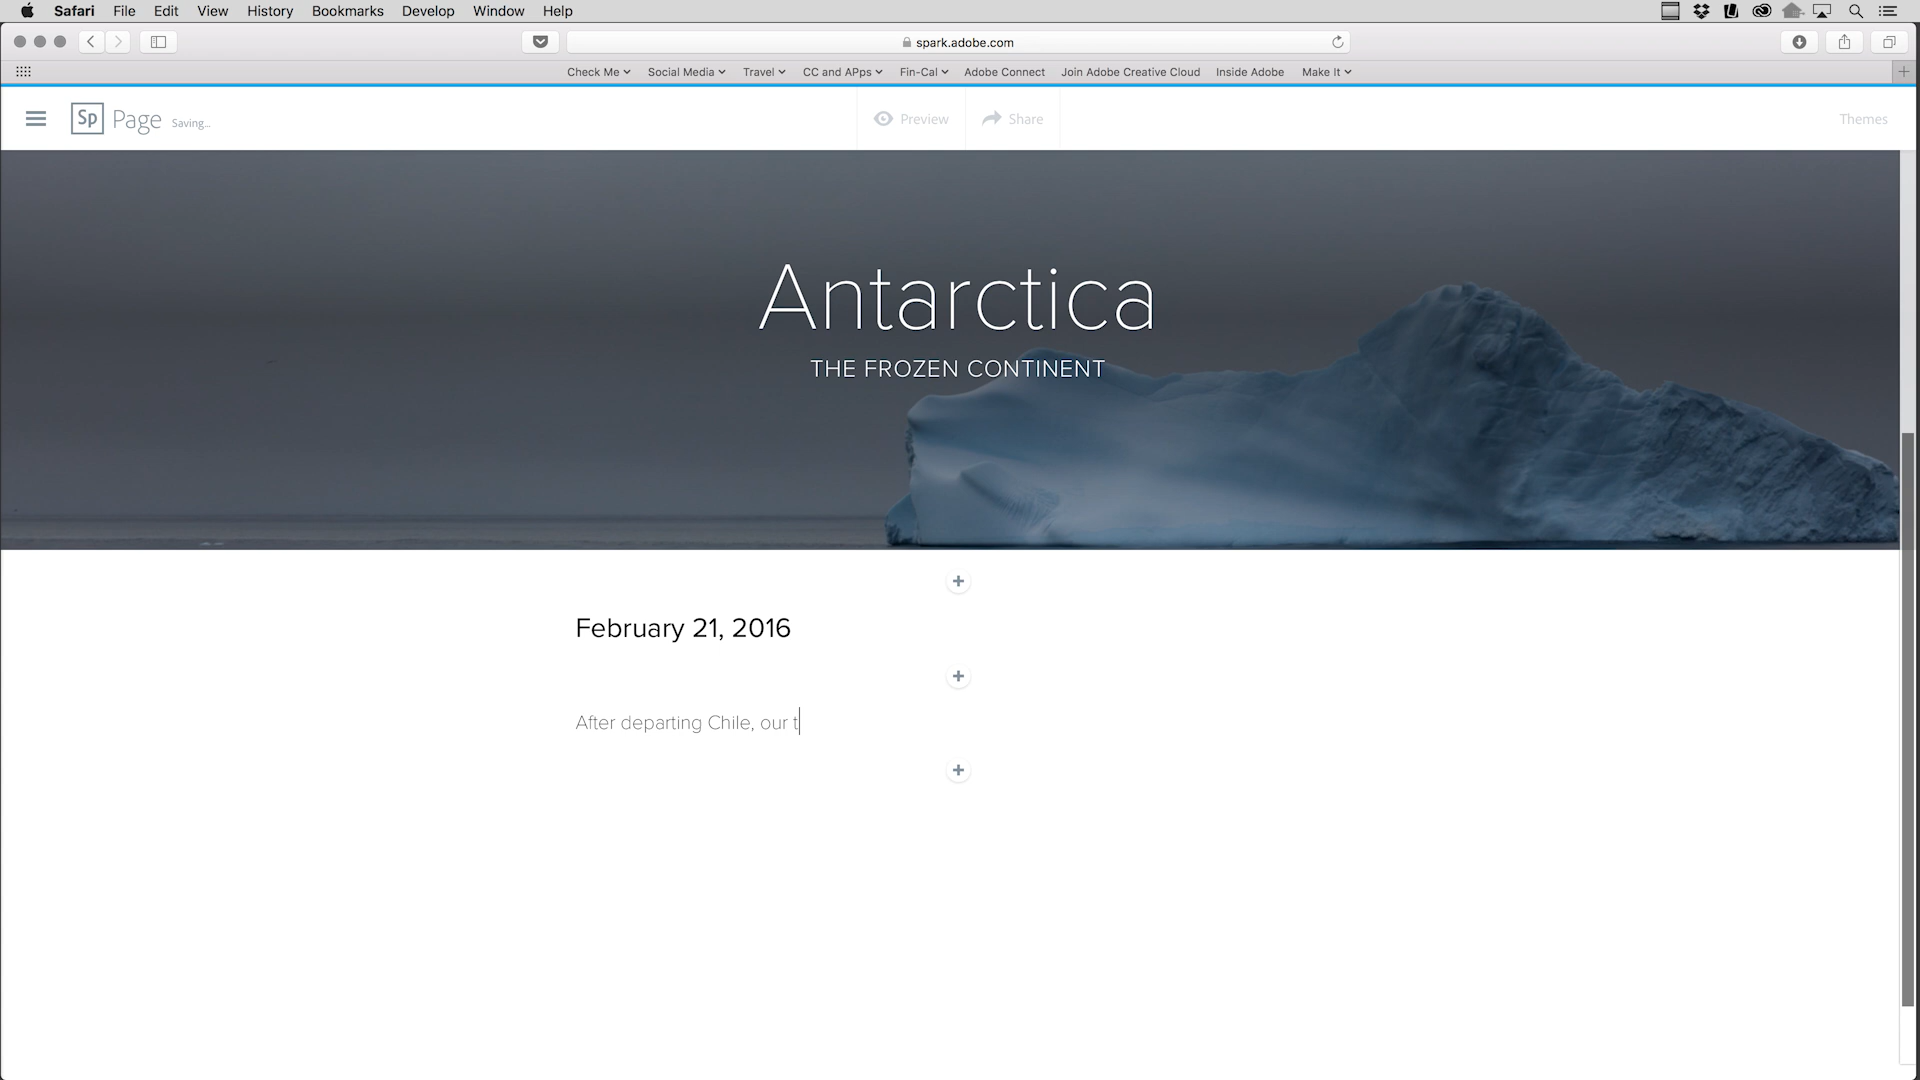 Safari File Edit View History Bookmarks Develop Window Help
spark.adobe.com
Check Me Social Media Travel CC and APps Fin-Cal Adobe Connect Join Adobe Creative Cloud Inside Adobe Make It
Sp Page Saving... Preview Share Themes
Antarctica
THE FROZEN CONTINENT
February 21, 2016
After departing Chile, our t